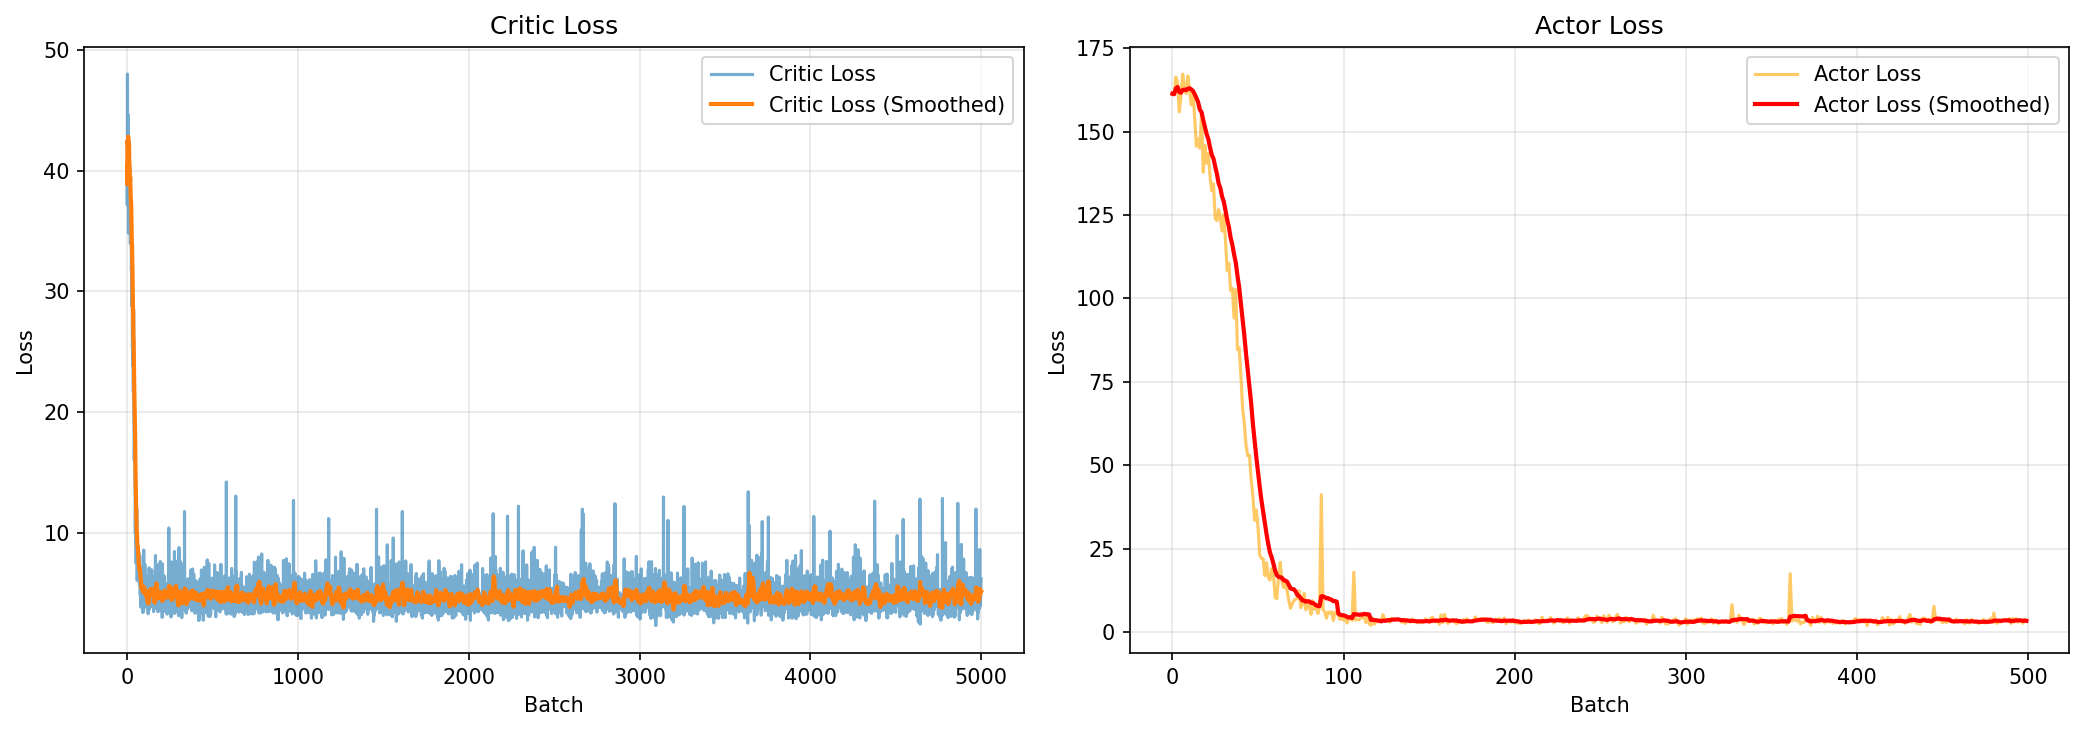 Critic Loss
50
40
30
20
10
Loss
0
1000
2000
3000
4000
5000
Batch
Critic Loss
Critic Loss (Smoothed)
Actor Loss
175
150
125
100
75
50
25
0
Loss
0
100
200
300
400
500
Batch
Actor Loss
Actor Loss (Smoothed)